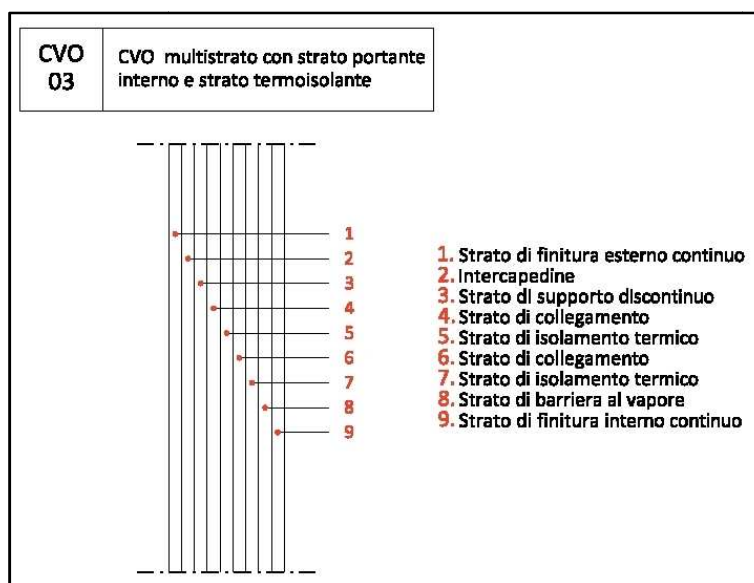 CVO
03
CVO multistrato con strato portante
interno e strato termoisolante
1
2
3
4
5
6
7
8
9
1. Strato di finitura esterno continuo
2. Intercapedine
3. Strato di supporto discontinuo
4. Strato di collegamento
5. Strato di isolamento termico
6. Strato di collegamento
7. Strato di isolamento termico
8. Strato di barriera al vapore
9. Strato di finitura interno continuo